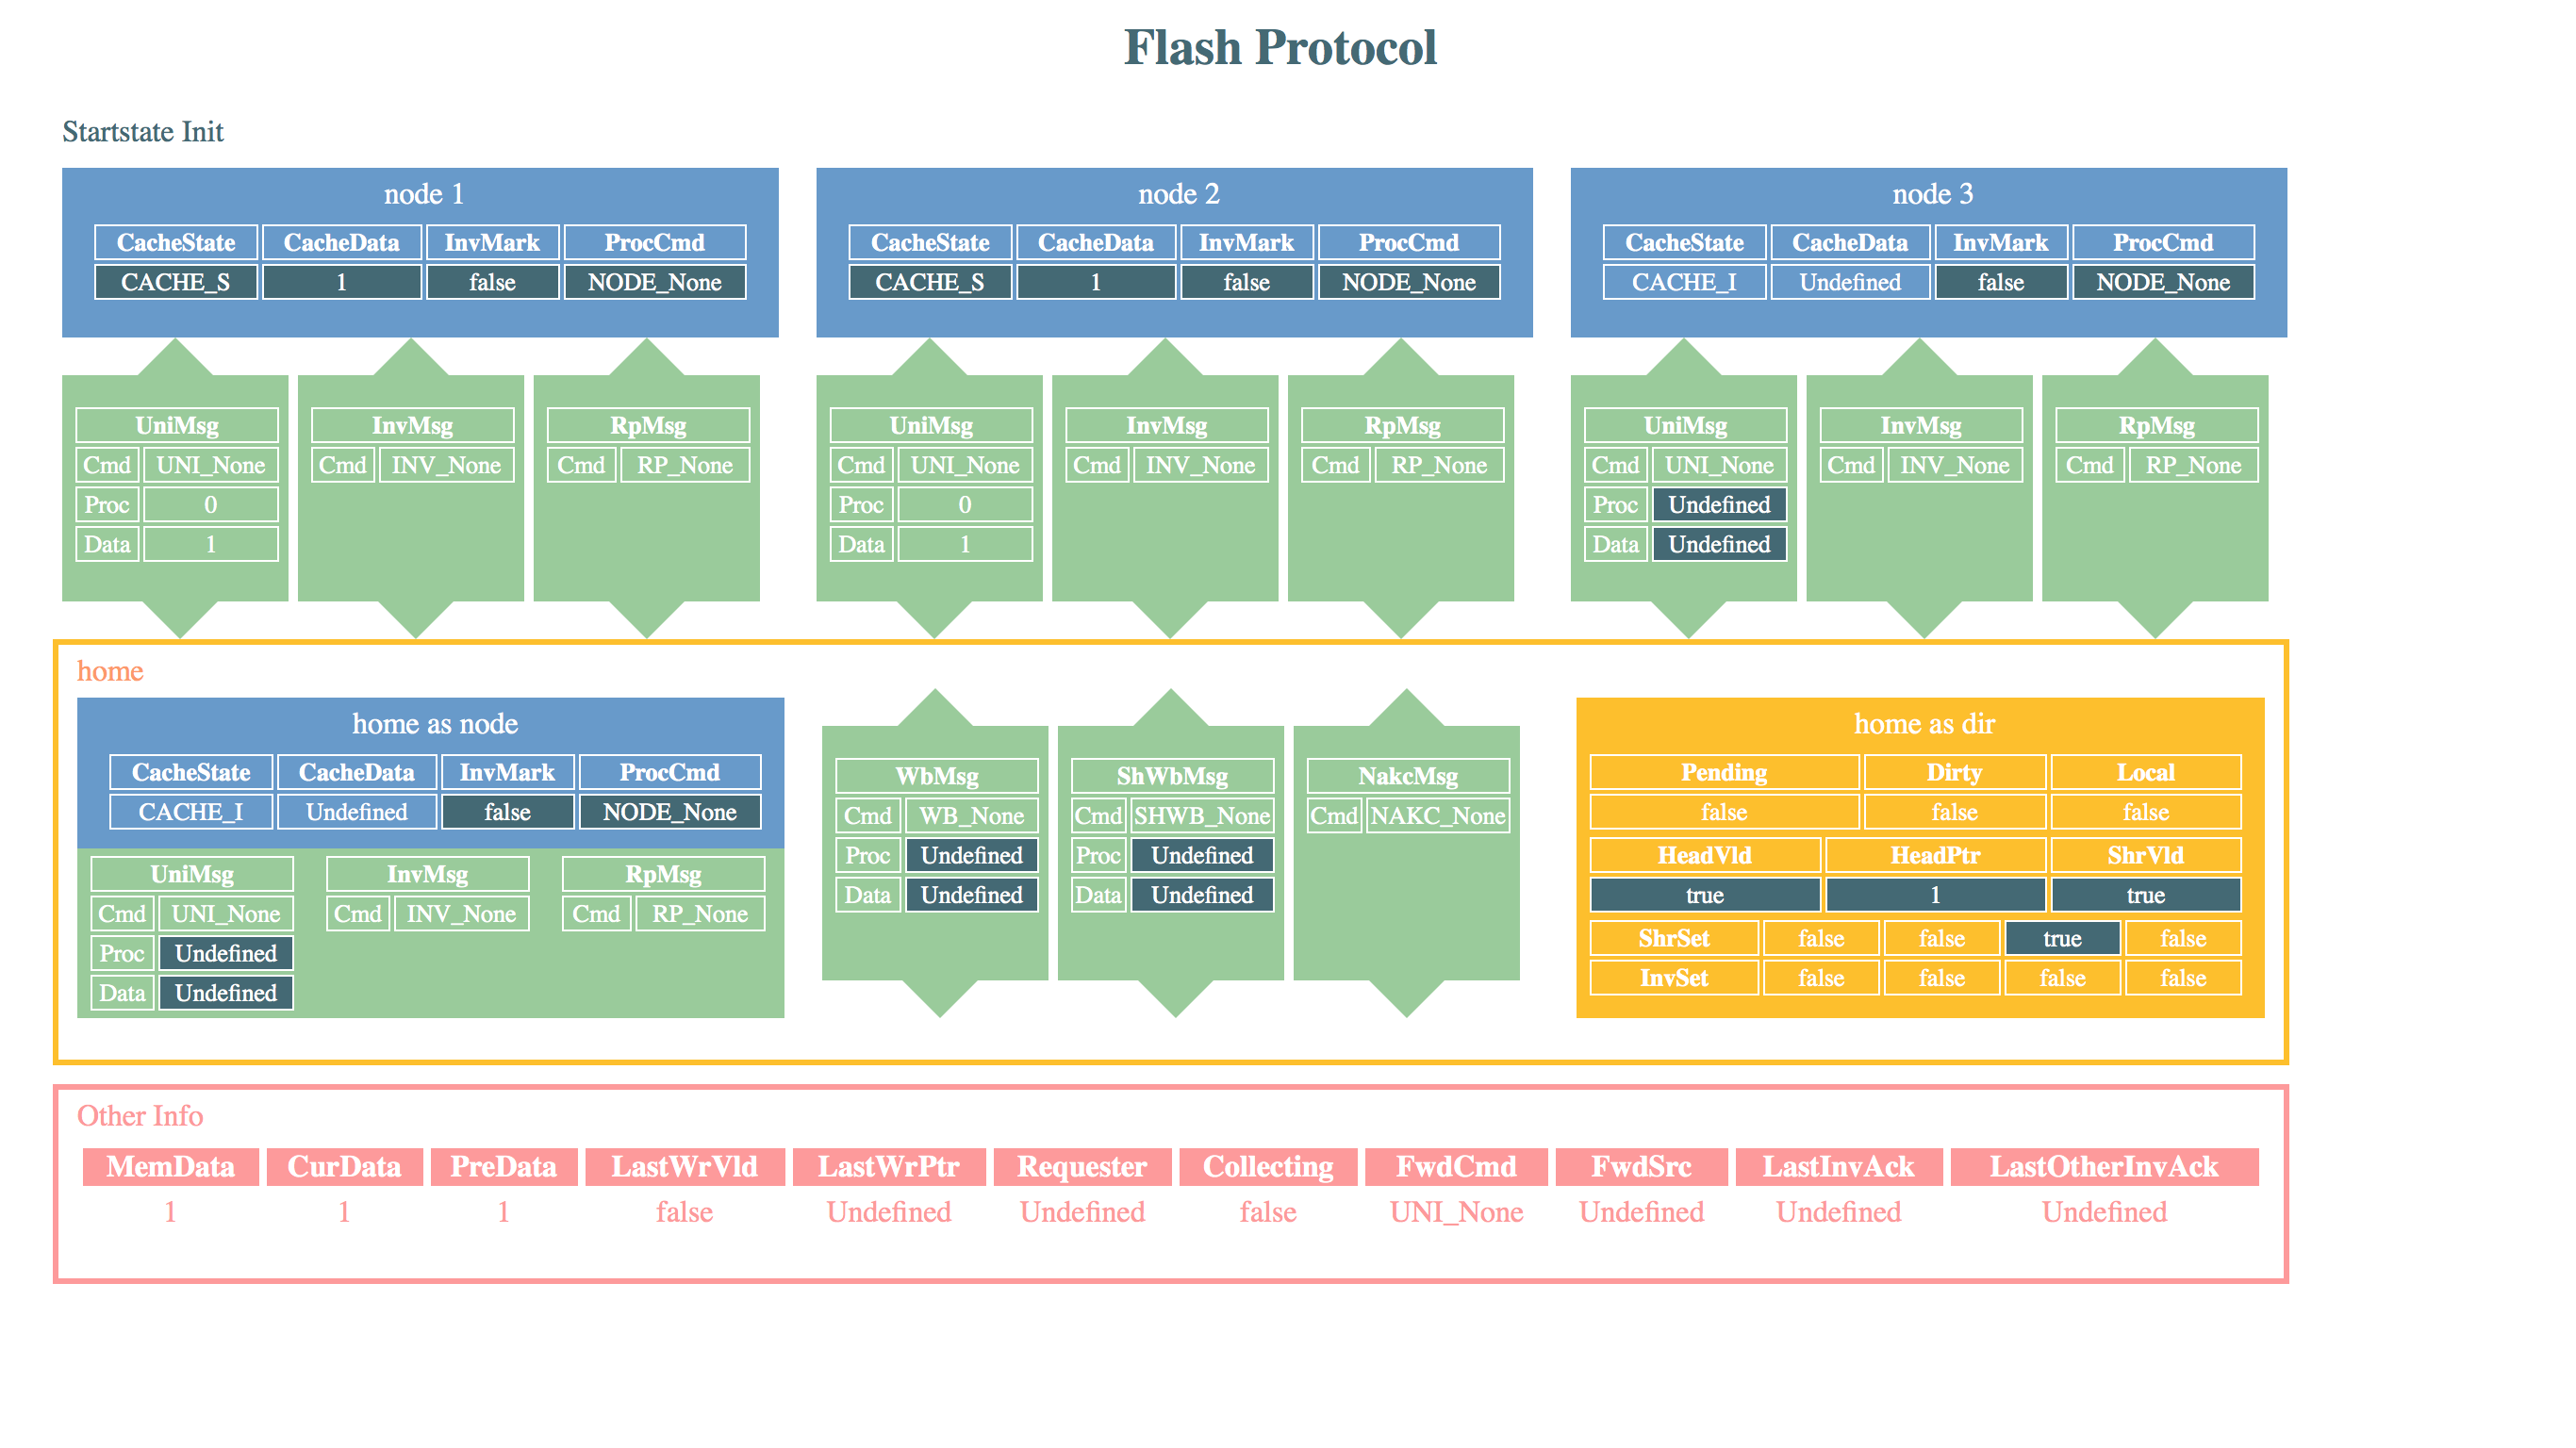 Flash Protocol
Startstate Init
node 1
CacheState CacheData InvMark ProcCmd
CACHE_S 1 false NODE_None
node 2
CacheState CacheData InvMark ProcCmd
CACHE_S 1 false NODE_None
node 3
CacheState CacheData InvMark ProcCmd
CACHE_I Undefined false NODE_None
UniMsg
Cmd UNI_None
Proc 0
Data 1
InvMsg
Cmd INV_None
RpMsg
Cmd RP_None
UniMsg
Cmd UNI_None
Proc 0
Data 1
InvMsg
Cmd INV_None
RpMsg
Cmd RP_None
UniMsg
Cmd UNI_None
Proc Undefined
Data Undefined
InvMsg
Cmd INV_None
RpMsg
Cmd RP_None
home
home as node
CacheState CacheData InvMark ProcCmd
CACHE_I Undefined false NODE_None
UniMsg
Cmd UNI_None
Proc Undefined
Data Undefined
InvMsg
Cmd INV_None
RpMsg
Cmd RP_None
WbMsg
Cmd WB_None
Proc Undefined
Data Undefined
ShWbMsg
Cmd SHWB_None
Proc Undefined
Data Undefined
NakcMsg
Cmd NAKC_None
home as dir
Pending Dirty Local
false false false
HeadVld HeadPtr ShrVld
true 1 true
ShrSet false false true false
InvSet false false false false
Other Info
MemData CurData PreData LastWrVld LastWrPtr Requester Collecting FwdCmd FwdSrc LastInvAck LastOtherInvAck
1 1 1 false Undefined Undefined false UNI_None Undefined Undefined Undefined